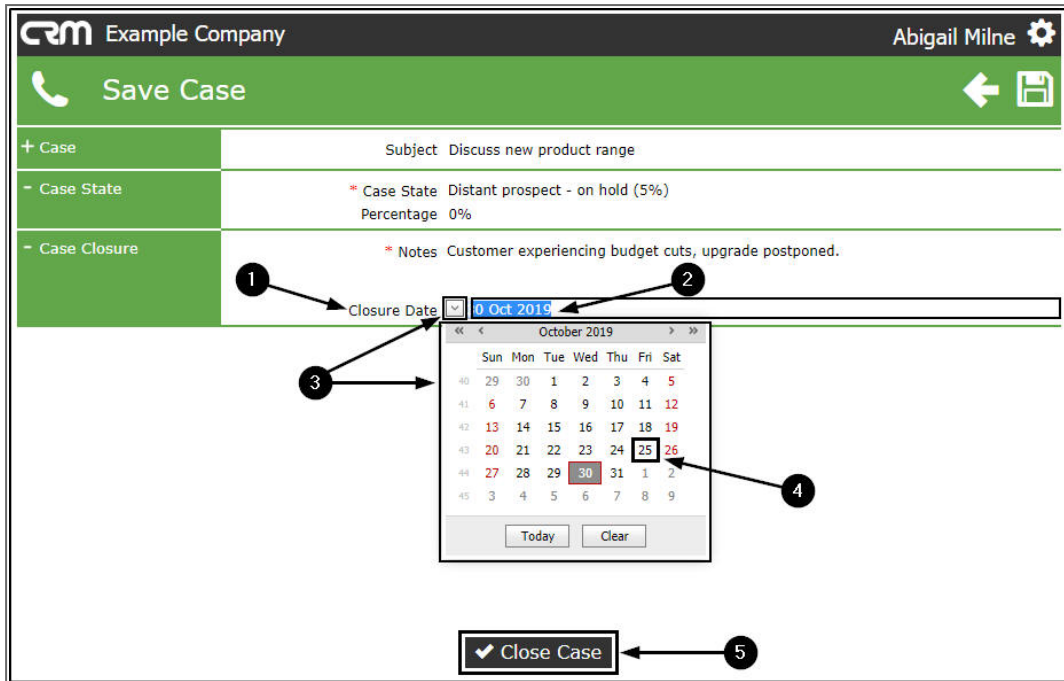 CRM Example Company
Abigail Milne
Save Case
+ Case
Subject Discuss new product range
- Case State
* Case State Distant prospect - on hold (5%)
Percentage 0%
- Case Closure
* Notes Customer experiencing budget cuts, upgrade postponed.
1
2
Closure Date 0 Oct 2019
« ‹ October 2019 › »
Sun Mon Tue Wed Thu Fri Sat
3
40 29 30 1 2 3 4 5
41 6 7 8 9 10 11 12
42 13 14 15 16 17 18 19
43 20 21 22 23 24 25 26
44 27 28 29 30 31 1 2
4
45 3 4 5 6 7 8 9
Today Clear
Close Case
5